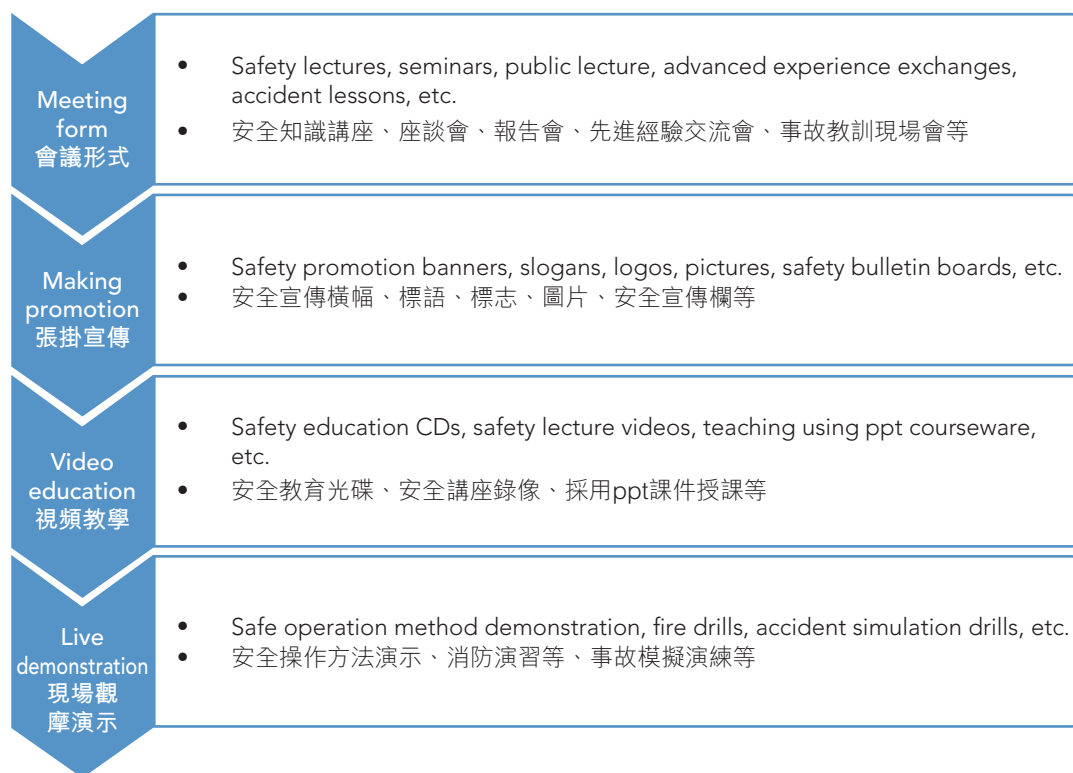 Meeting
form
會議形式
• Safety lectures, seminars, public lecture, advanced experience exchanges,
accident lessons, etc.
• 安全知識講座、座談會、報告會、先進經驗交流會、事故教訓現場會等
Making
promotion
張掛宣傳
• Safety promotion banners, slogans, logos, pictures, safety bulletin boards, etc.
• 安全宣傳橫幅、標語、標志、圖片、安全宣傳欄等
Video
education
視頻教學
• Safety education CDs, safety lecture videos, teaching using ppt courseware,
etc.
• 安全教育光碟、安全講座錄像、採用ppt課件授課等
Live
demonstration
現場觀
摩演示
• Safe operation method demonstration, fire drills, accident simulation drills, etc.
• 安全操作方法演示、消防演習等、事故模擬演練等